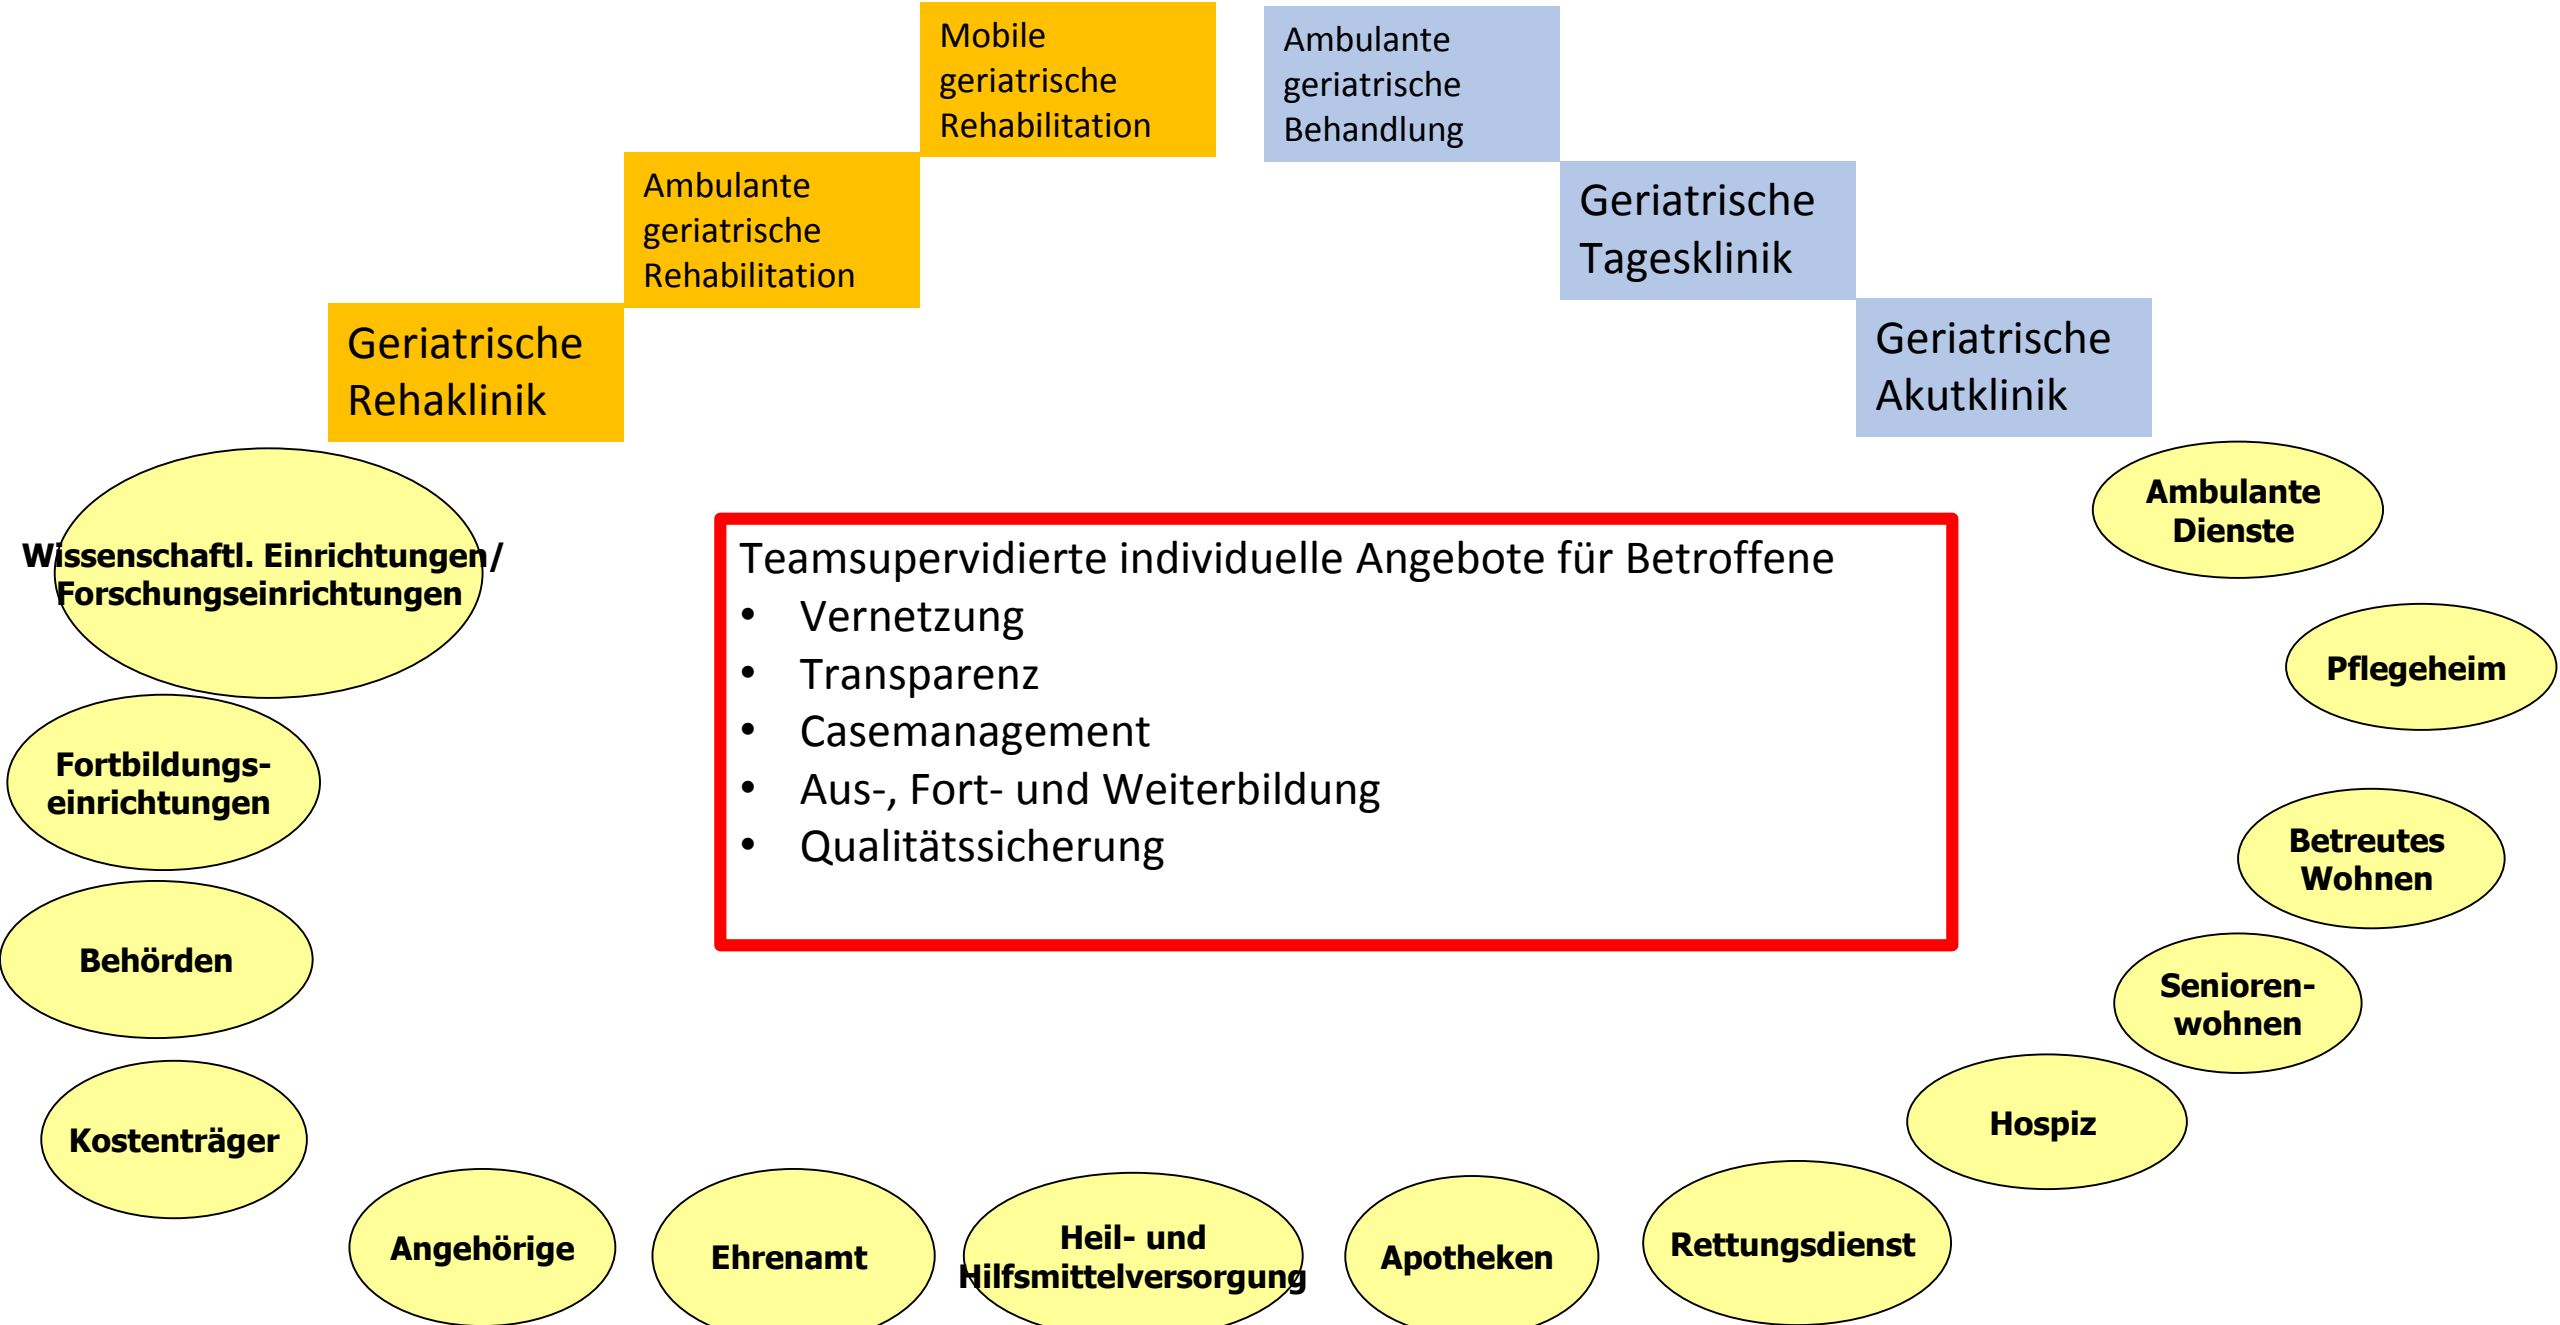 Mobile
geriatrische
Rehabilitation
Ambulante
geriatrische
Behandlung
Ambulante
geriatrische
Rehabilitation
Geriatrische
Tagesklinik
Geriatrische
Rehaklinik
Geriatrische
Akutklinik
Wissenschaftl. Einrichtungen/
Forschungseinrichtungen
Ambulante
Dienste
Teamsupervidierte individuelle Angebote für Betroffene
• Vernetzung
• Transparenz
• Casemanagement
• Aus-, Fort- und Weiterbildung
• Qualitätssicherung
Pflegeheim
Fortbildungs-
einrichtungen
Betreutes
Wohnen
Behörden
Senioren-
wohnen
Kostenträger
Hospiz
Angehörige
Ehrenamt
Heil- und
Hilfsmittelversorgung
Apotheken
Rettungsdienst